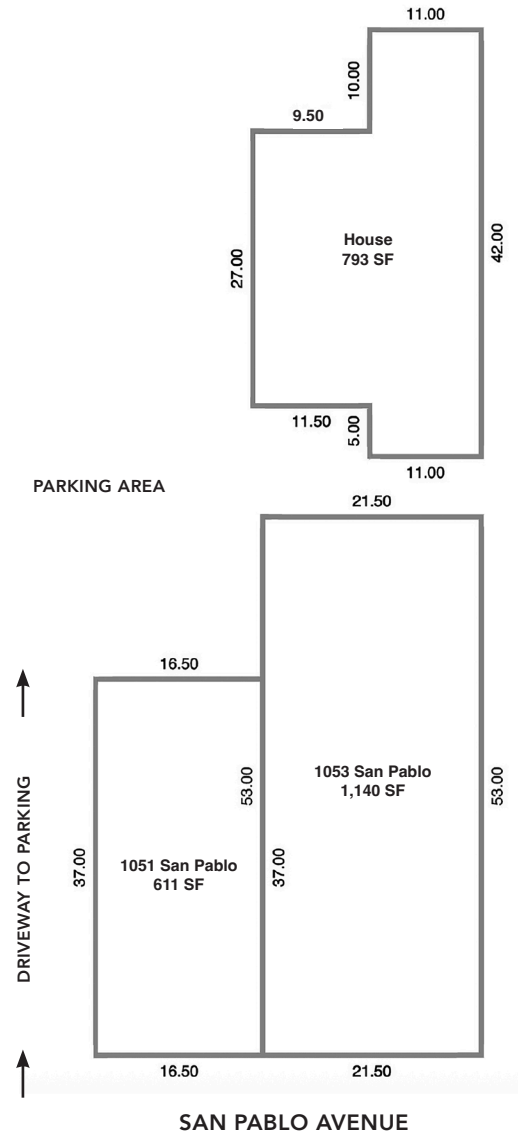 11.00
10.00
9.50
House
793 SF
27.00
42.00
11.50
5.00
11.00
PARKING AREA
21.50
16.50
53.00
1053 San Pablo
1,140 SF
53.00
DRIVEWAY TO PARKING
37.00
1051 San Pablo
611 SF
37.00
16.50
21.50
SAN PABLO AVENUE